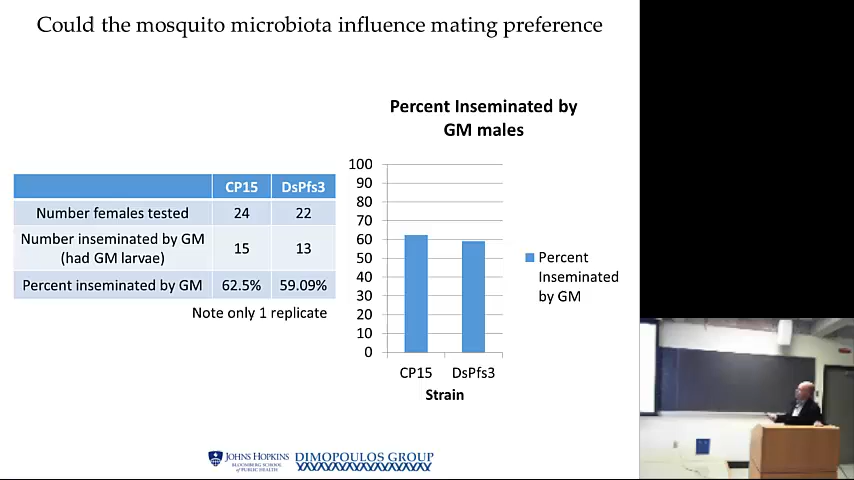 Could the mosquito microbiota influence mating preference
Percent Inseminated by
GM males
CP15 DsPfs3
Number females tested 24 22
Number inseminated by GM
(had GM larvae) 15 13
Percent inseminated by GM 62.5% 59.09%
Note only 1 replicate
100
90
80
70
60
50
40
30
20
10
0
CP15 DsPfs3
Strain
Percent
Inseminated
by GM
JOHNS HOPKINS
BLOOMBERG SCHOOL
of PUBLIC HEALTH
DIMOPOULOS GROUP